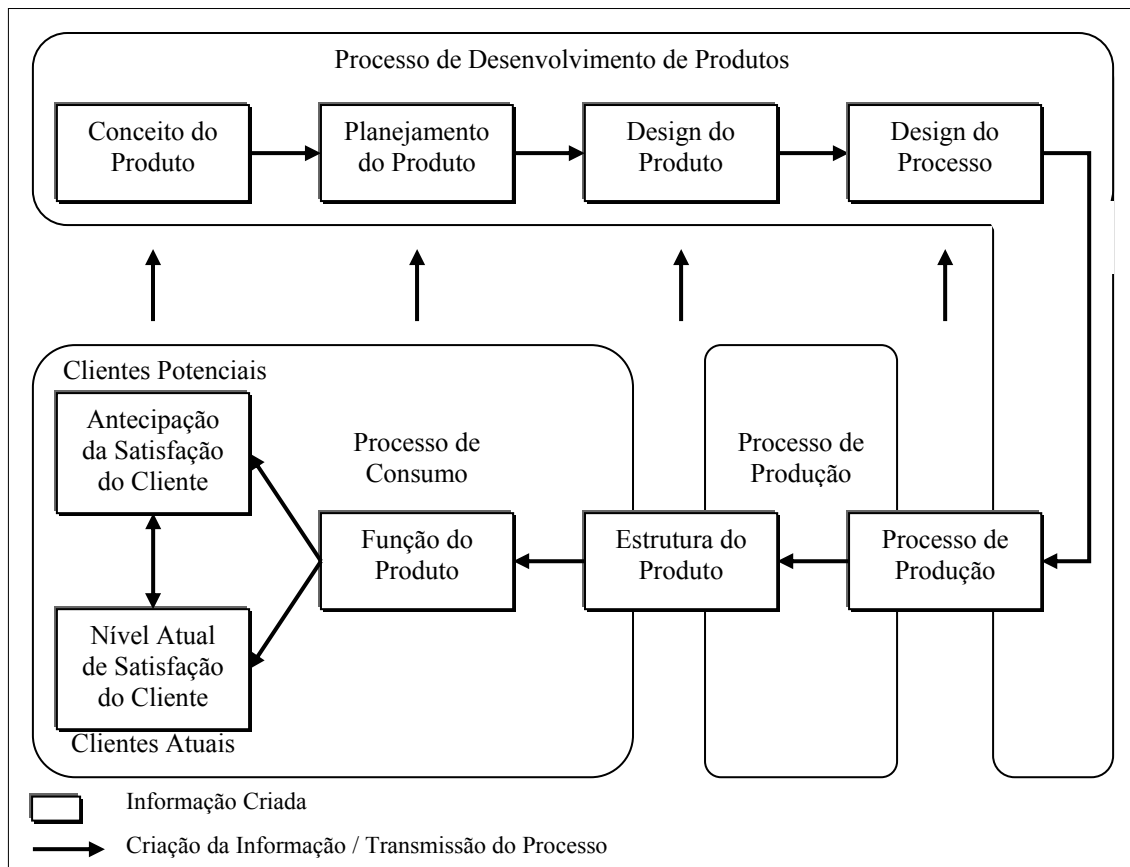 Processo de Desenvolvimento de Produtos
Conceito do
Produto
Planejamento
do Produto
Design do
Produto
Design do
Processo
Clientes Potenciais
Antecipação
da Satisfação
do Cliente
Processo de
Consumo
Processo de
Produção
Função do
Produto
Estrutura do
Produto
Processo de
Produção
Nível Atual
de Satisfação
do Cliente
Clientes Atuais
Informação Criada
Criação da Informação / Transmissão do Processo